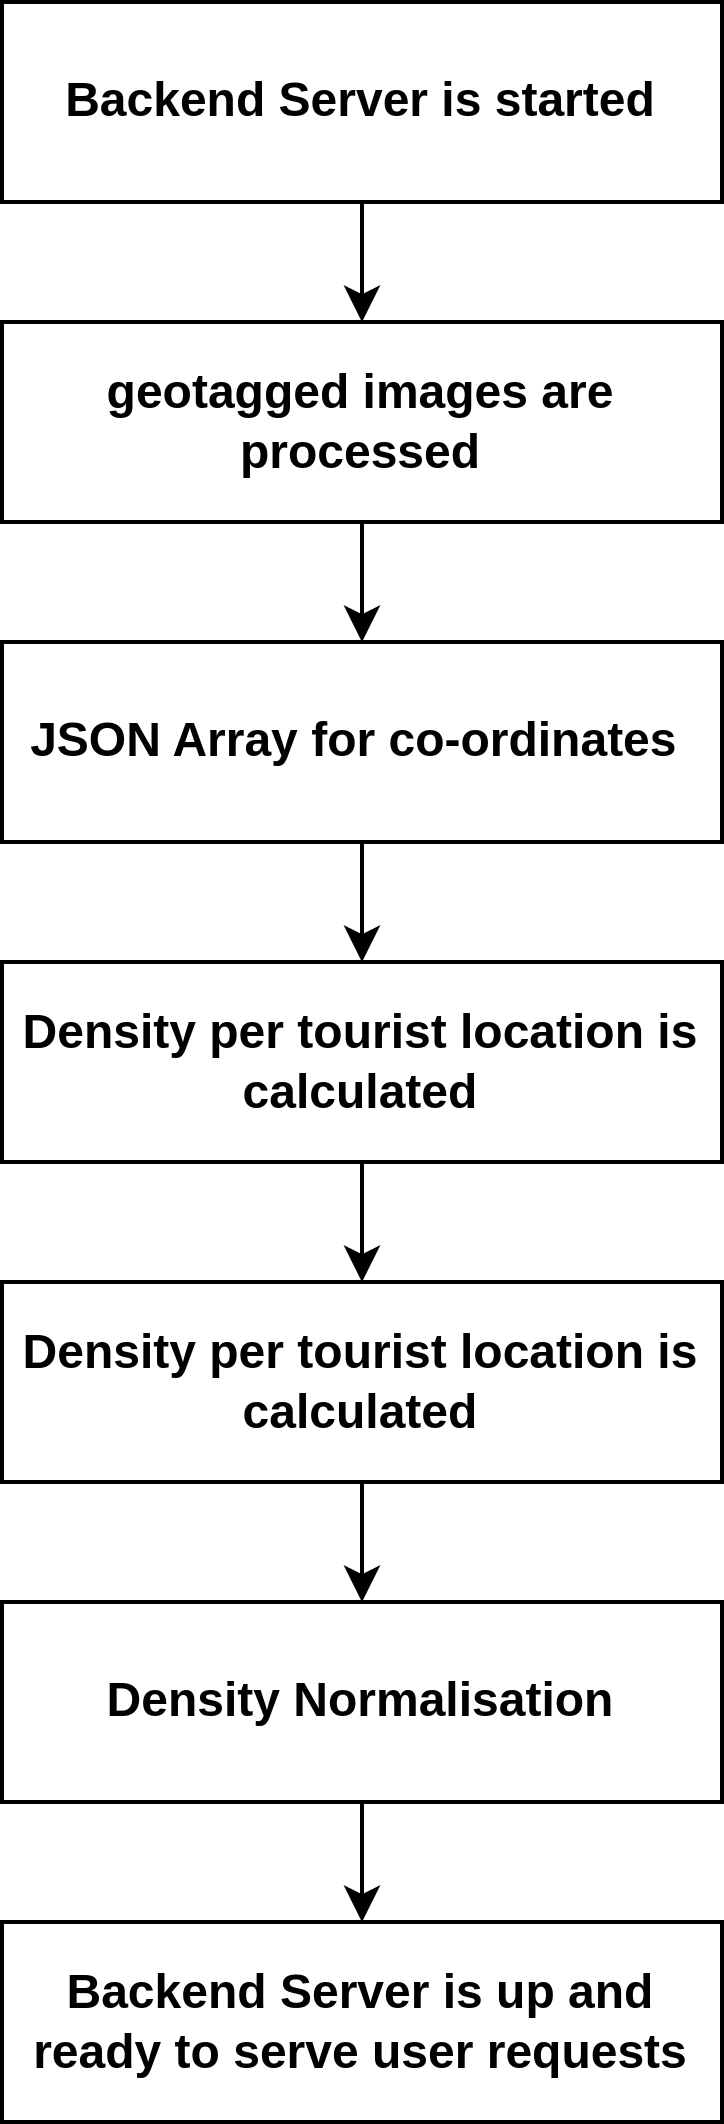 Backend Server is started
geotagged images are
processed
JSON Array for co-ordinates
Density per tourist location is
calculated
Density per tourist location is
calculated
Density Normalisation
Backend Server is up and
ready to serve user requests